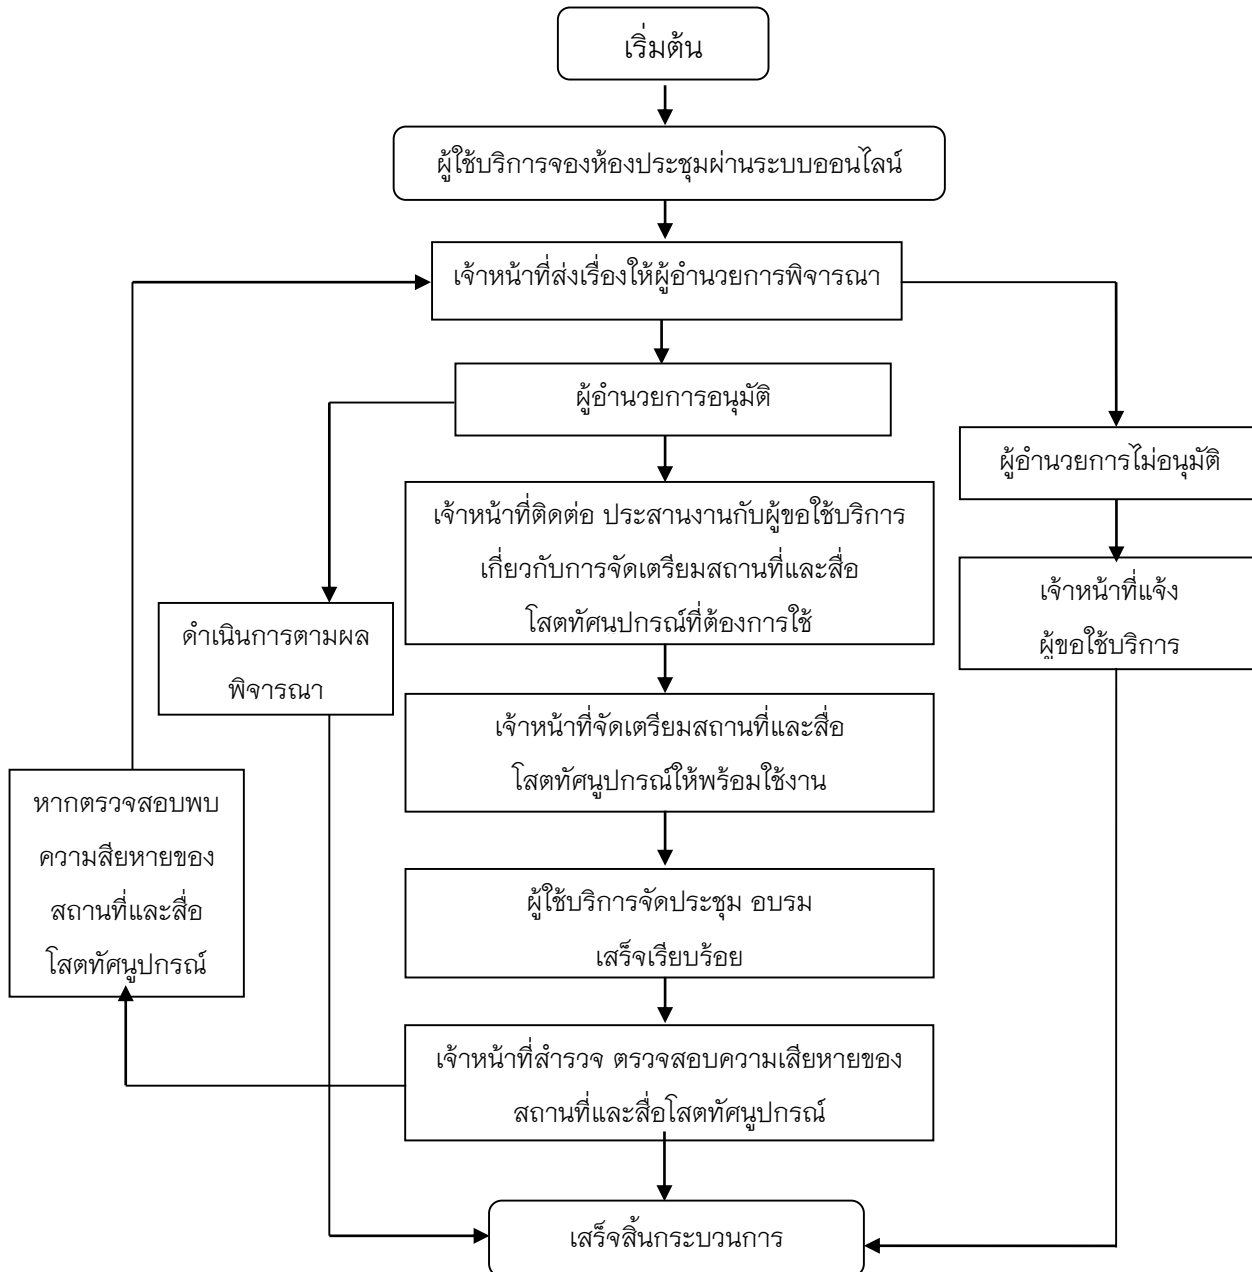 เริ่มต้น
ผู้ใช้บริการจองห้องประชุมผ่านระบบออนไลน์
เจ้าหน้าที่ส่งเรื่องให้ผู้อำนวยการพิจารณา
ผู้อำนวยการอนุมัติ
ผู้อำนวยการไม่อนุมัติ
เจ้าหน้าที่ติดต่อ ประสานงานกับผู้ขอใช้บริการ
เกี่ยวกับการจัดเตรียมสถานที่และสื่อ
โสตทัศนปกรณ์ที่ต้องการใช้
เจ้าหน้าที่แจ้ง
ผู้ขอใช้บริการ
ดำเนินการตามผล
พิจารณา
เจ้าหน้าที่จัดเตรียมสถานที่และสื่อ
โสตทัศนูปกรณ์ให้พร้อมใช้งาน
หากตรวจสอบพบ
ความสียหายของ
สถานที่และสื่อ
โสตทัศนูปกรณ์
ผู้ใช้บริการจัดประชุม อบรม
เสร็จเรียบร้อย
เจ้าหน้าที่สำรวจ ตรวจสอบความเสียหายของ
สถานที่และสื่อโสตทัศนูปกรณ์
เสร็จสิ้นกระบวนการ